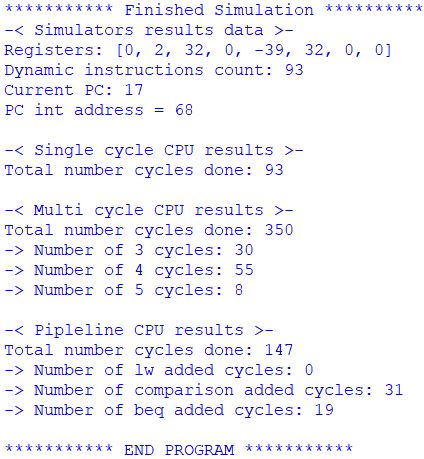 *********** Finished Simulation **********
-< Simulators results data >-
Registers: [0, 2, 32, 0, -39, 32, 0, 0]
Dynamic instructions count: 93
Current PC: 17
PC int address = 68
-< Single cycle CPU results >-
Total number cycles done: 93
-< Multi cycle CPU results >-
Total number cycles done: 350
-> Number of 3 cycles: 30
-> Number of 4 cycles: 55
-> Number of 5 cycles: 8
-< Pipleline CPU results >-
Total number cycles done: 147
-> Number of lw added cycles: 0
-> Number of comparison added cycles: 31
-> Number of beq added cycles: 19
*********** END PROGRAM ***********